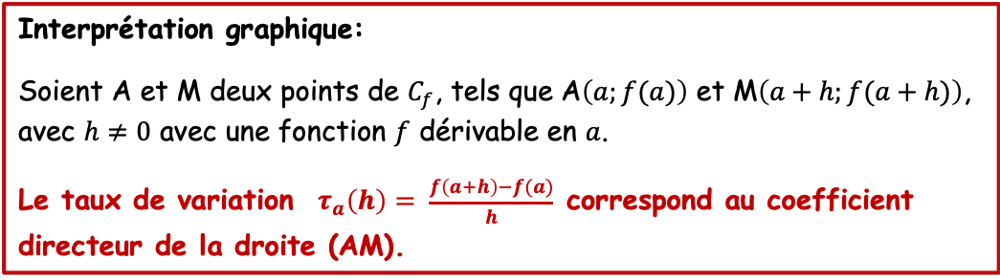 Interprétation graphique:
Soient A et M deux points de $C_f$, tels que A$(a; f(a))$ et M$(a + h; f(a + h))$,
avec $h \neq 0$ avec une fonction $f$ dérivable en $a$.
Le taux de variation $\tau_a(h) = \frac{f(a+h)-f(a)}{h}$ correspond au coefficient
directeur de la droite (AM).